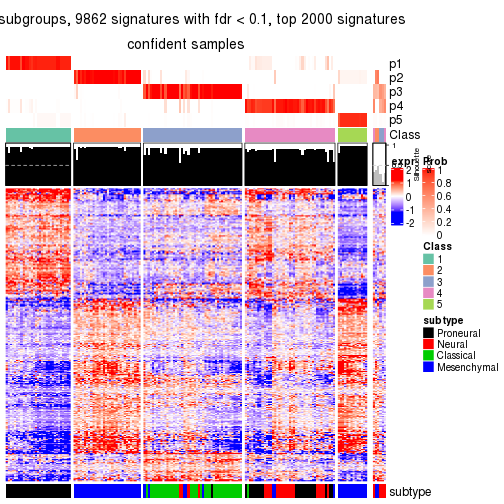 subgroups, 9862 signatures with fdr < 0.1, top 2000 signatures
confident samples
p1
p2
p3
p4
p5
Class
1
Silhouette
expr
2
1
0
-1
-2
Prob
1
0.8
0.6
0.4
0.2
0
Class
1
2
3
4
5
subtype
Proneural
Neural
Classical
Mesenchymal
subtype